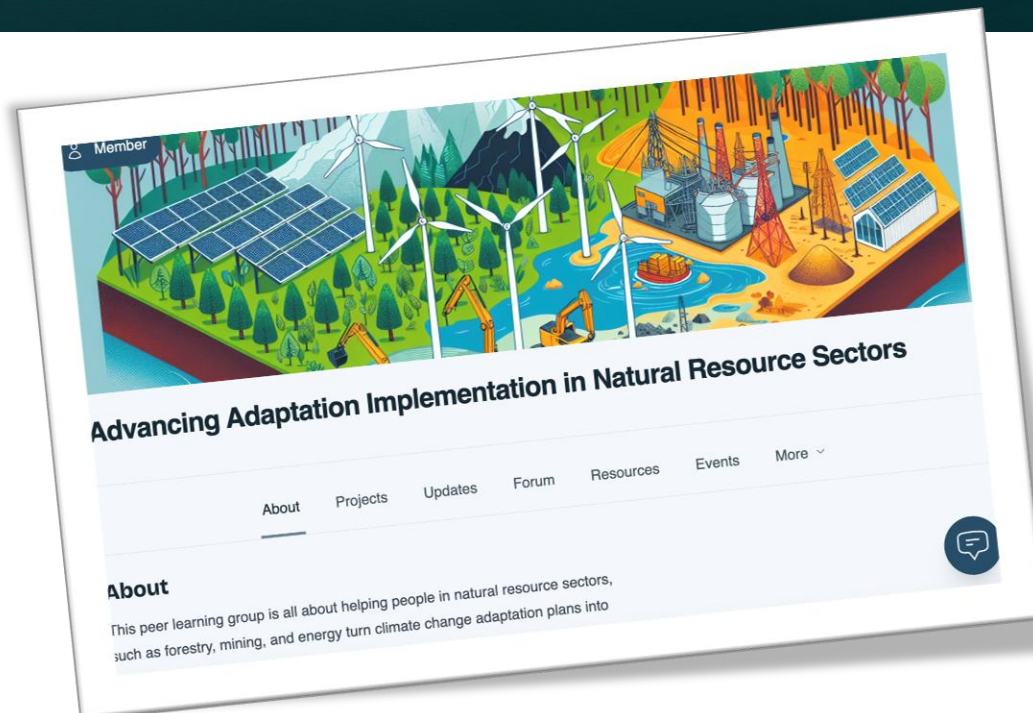 Member
Advancing Adaptation Implementation in Natural Resource Sectors
About Projects Updates Forum Resources Events More
About
This peer learning group is all about helping people in natural resource sectors,
such as forestry, mining, and energy turn climate change adaptation plans into